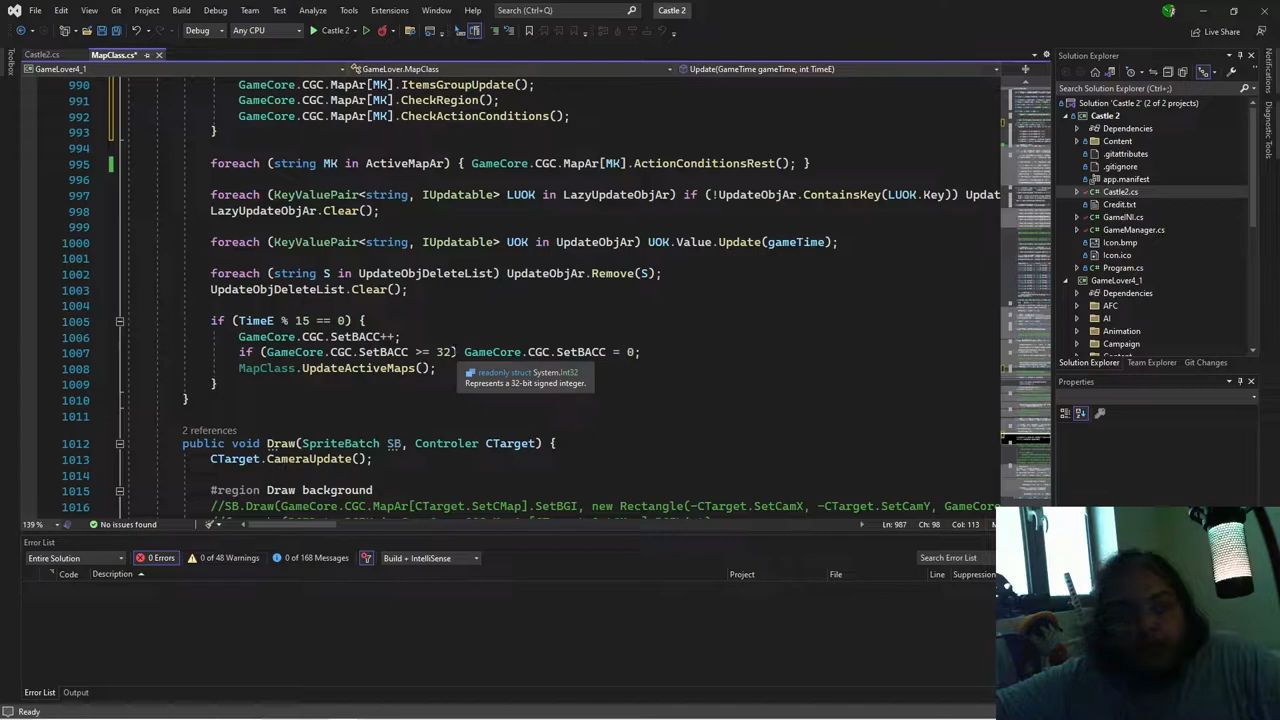 File Edit View Git Project Build Debug Team Test Analyze Tools Extensions Window Help Search (Ctrl+Q) Castle 2
Debug Any CPU Castle 2 Live Share
Toolbox
Castle2.cs MapClass.cs*
GameLover4_1 GameLover.MapClass Update(GameTime gameTime, int TimeE)
990 GameCore.CGC.MapAr[MK].ItemsGroupUpdate();
991 GameCore.CGC.MapAr[MK].CheckRegion();
992 GameCore.CGC.MapAr[MK].CheckActionConditions();
993 }
994
995 foreach (string MK in ActiveMapAr) { GameCore.CGC.MapAr[MK].ActionConditionsRest(); }
996
997 foreach (KeyValuePair<string, IUpdatable> LUOK in LazyUpdateObjAr) if (!UpdateObjAr.ContainsKey(LUOK.Key)) Updat
998 LazyUpdateObjAr.Clear();
999
1000 foreach (KeyValuePair<string, IUpdatable> UOK in UpdateObjAr) UOK.Value.Update(gameTime);
1001
1002 foreach (string S in UpdateObjDeleteList) UpdateObjAr.Remove(S);
1003 UpdateObjDeleteList.Clear();
1004
1005 if (TimeE % 15 == 0) {
1006 GameCore.CGC.SetBACC++;
1007 if (GameCore.CGC.SetBACC >= 32) GameCore.CGC.SetBACC = 0;
1008 MapClass.UpdateActiveMaps();
1009 }
1010 }
1011
readonly struct System.Int32
Represents a 32-bit signed integer.
2 references
1012 public void Draw(SpriteBatch SB, Controler CTarget) {
1013 CTarget.CameraUpdate();
1014
1015 #region Draw background
1016 //SB.Draw(GameCore.CGC.MapAr[CTarget.SetCMap].SetBGI, new Rectangle(-CTarget.SetCamX, -CTarget.SetCamY, GameCo
139 % No issues found Ln: 987 Ch: 98 Col: 113
Error List
Entire Solution 0 Errors 0 of 48 Warnings 0 of 168 Messages Build + IntelliSense Search Error List
Code Description Project File Line Suppression
Error List Output
Ready
Solution Explorer
Search Solution Explorer (Ctrl+;)
Solution 'Castle 2' (2 of 2 projects)
Castle 2
Dependencies
Content
.gitattributes
.gitignore
app.manifest
Castle2.cs
Credit.txt
GameINI.cs
GameManager.cs
Icon.bmp
Icon.ico
Program.cs
GameLover4_1
Dependencies
AFC
AI
Animation
Campaign
Solution Explorer Team Explorer Git Changes
Properties
Notifications
Diagnostic Tools